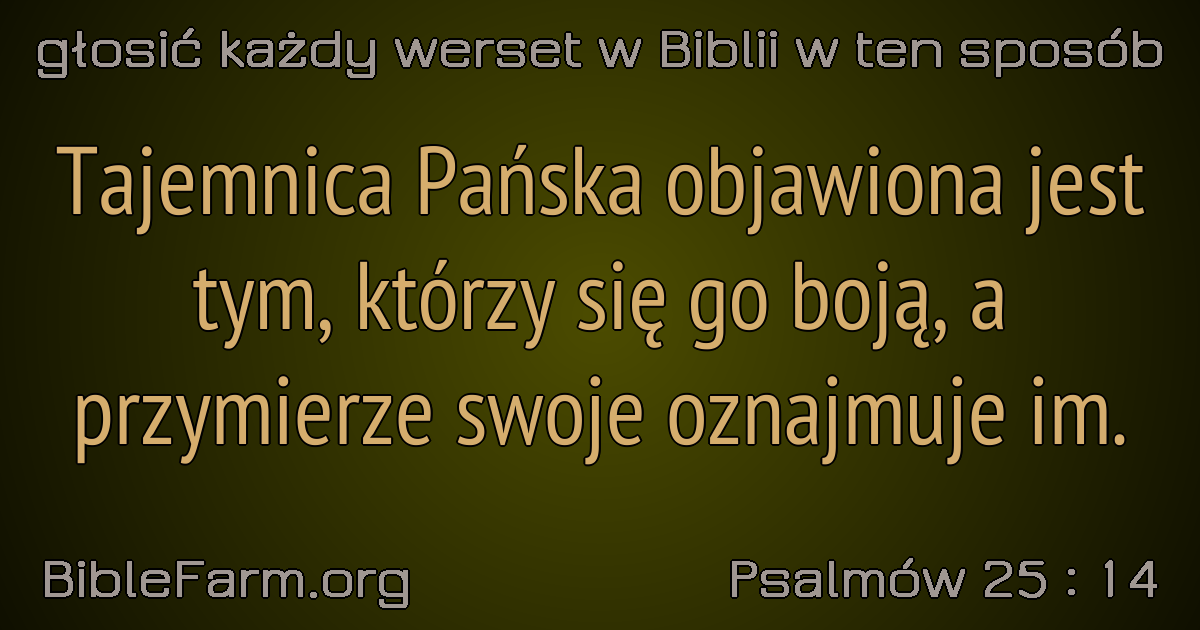 głosić każdy werset w Biblii w ten sposób
Tajemnica Pańska objawiona jest
tym, którzy się go boją, a
przymierze swoje oznajmuje im.
BibleFarm.org
Psalmów 25 : 14